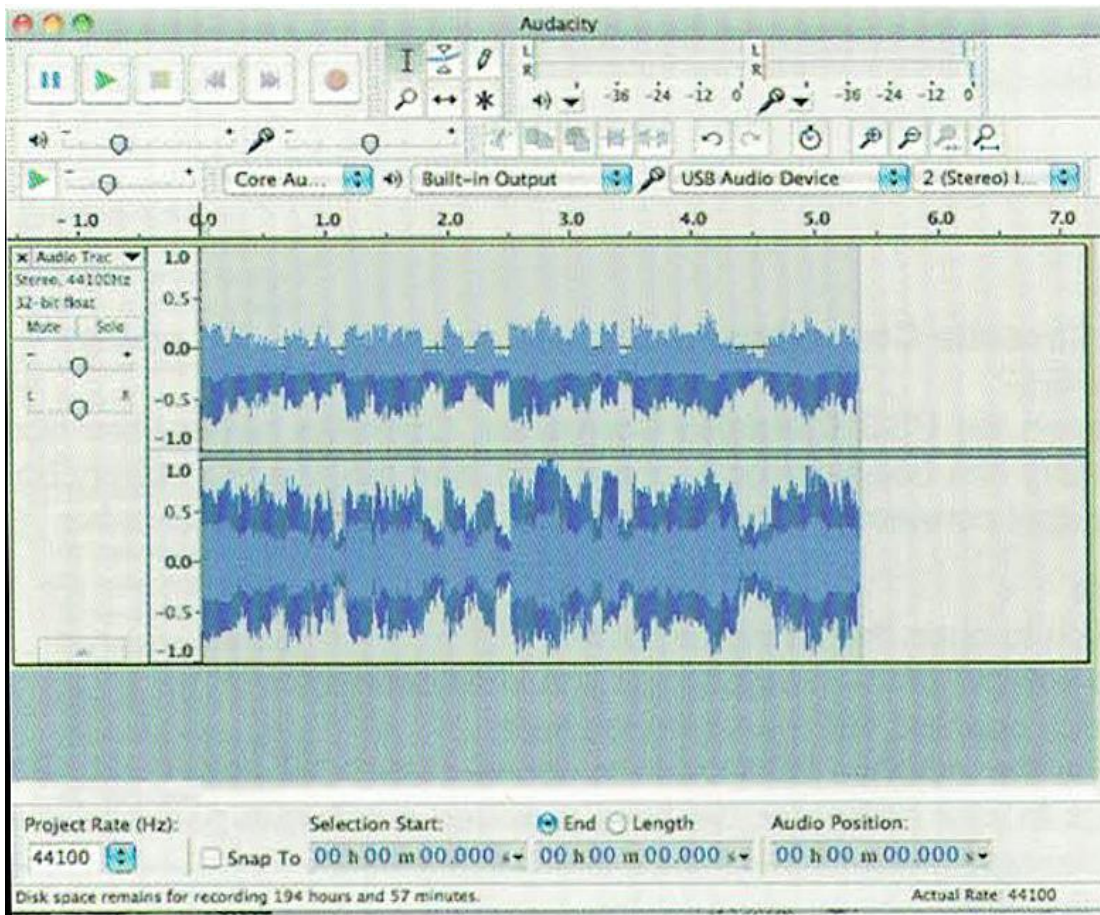 Audacity
L
R
-36 -24 -12 0
L
R
-36 -24 -12 0
Core Au... Built-in Output USB Audio Device 2 (Stereo) I...
- 1.0 0.0 1.0 2.0 3.0 4.0 5.0 6.0 7.0
Audio Trac
Stereo, 44100Hz
32-bit float
Mute Solo
L R
1.0
0.5
0.0
-0.5
-1.0
1.0
0.5
0.0
-0.5
-1.0
Project Rate (Hz): Selection Start: End Length Audio Position:
44100 Snap To 00 h 00 m 00.000 s 00 h 00 m 00.000 s 00 h 00 m 00.000 s
Disk space remains for recording 194 hours and 57 minutes. Actual Rate: 44100